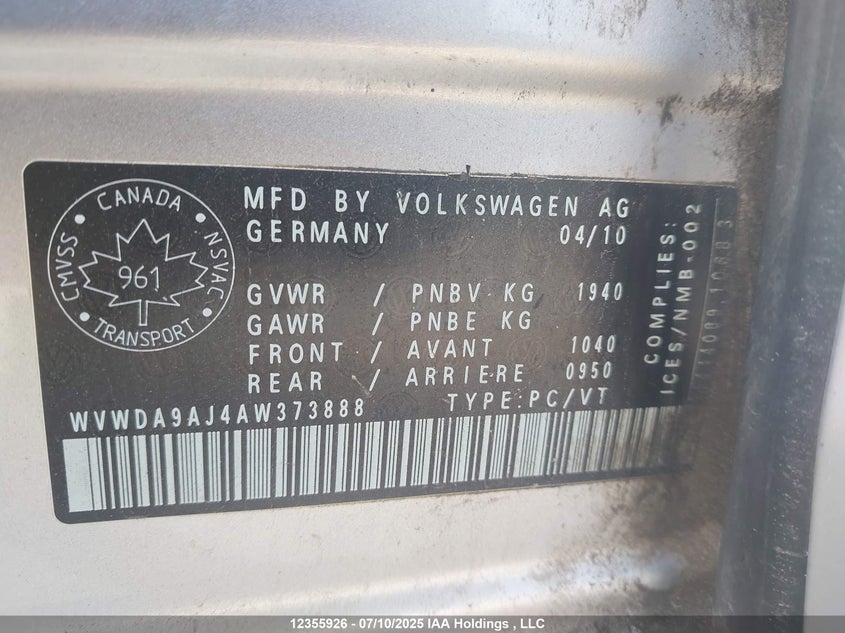 CANADA
CMVSS
NSVAC
961
TRANSPORT
MFD BY VOLKSWAGEN AG
GERMANY 04/10
GVWR / PNBV KG 1940
GAWR / PNBE KG
FRONT / AVANT 1040
REAR / ARRIERE 0950
WVWDA9AJ4AW373888 TYPE:PC/VT
COMPLIES:
ICES/NMB-002
12355926 - 07/10/2025 IAA Holdings , LLC